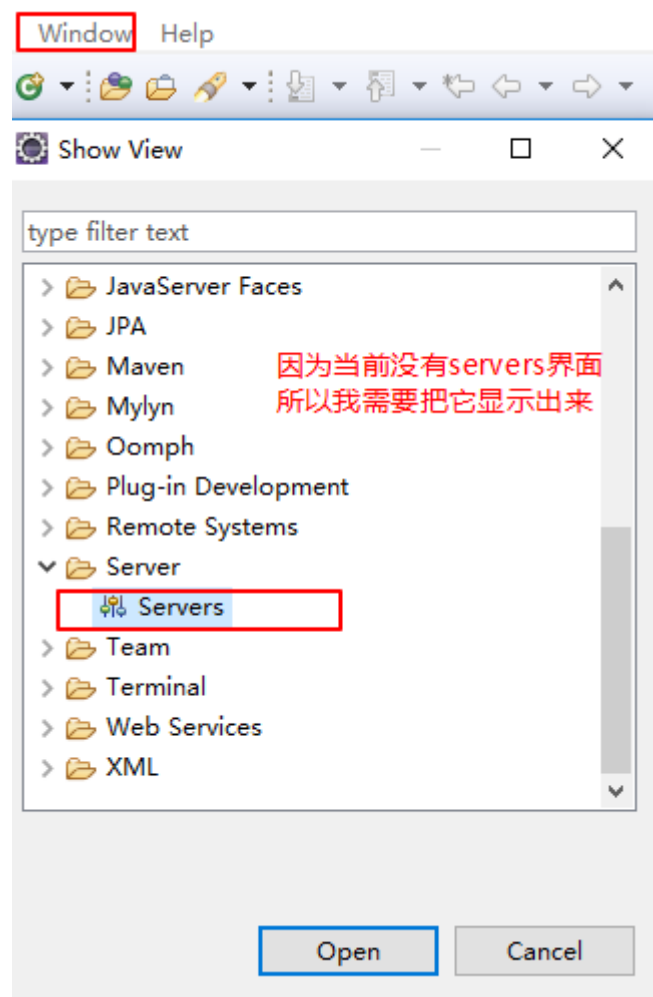 Window Help
Show View
type filter text
JavaServer Faces
JPA
Maven
因为当前没有servers界面
所以我需要把它显示出来
Mylyn
Oomph
Plug-in Development
Remote Systems
Server
Servers
Team
Terminal
Web Services
XML
Open
Cancel